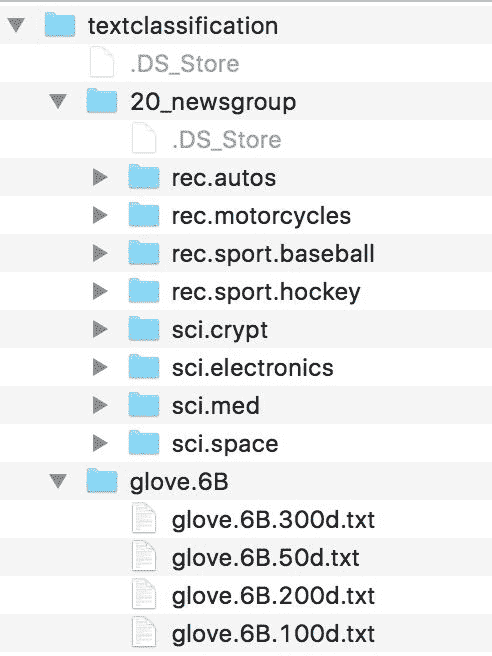 textclassification
.DS_Store
20_newsgroup
.DS_Store
rec.autos
rec.motorcycles
rec.sport.baseball
rec.sport.hockey
sci.crypt
sci.electronics
sci.med
sci.space
glove.6B
glove.6B.300d.txt
glove.6B.50d.txt
glove.6B.200d.txt
glove.6B.100d.txt